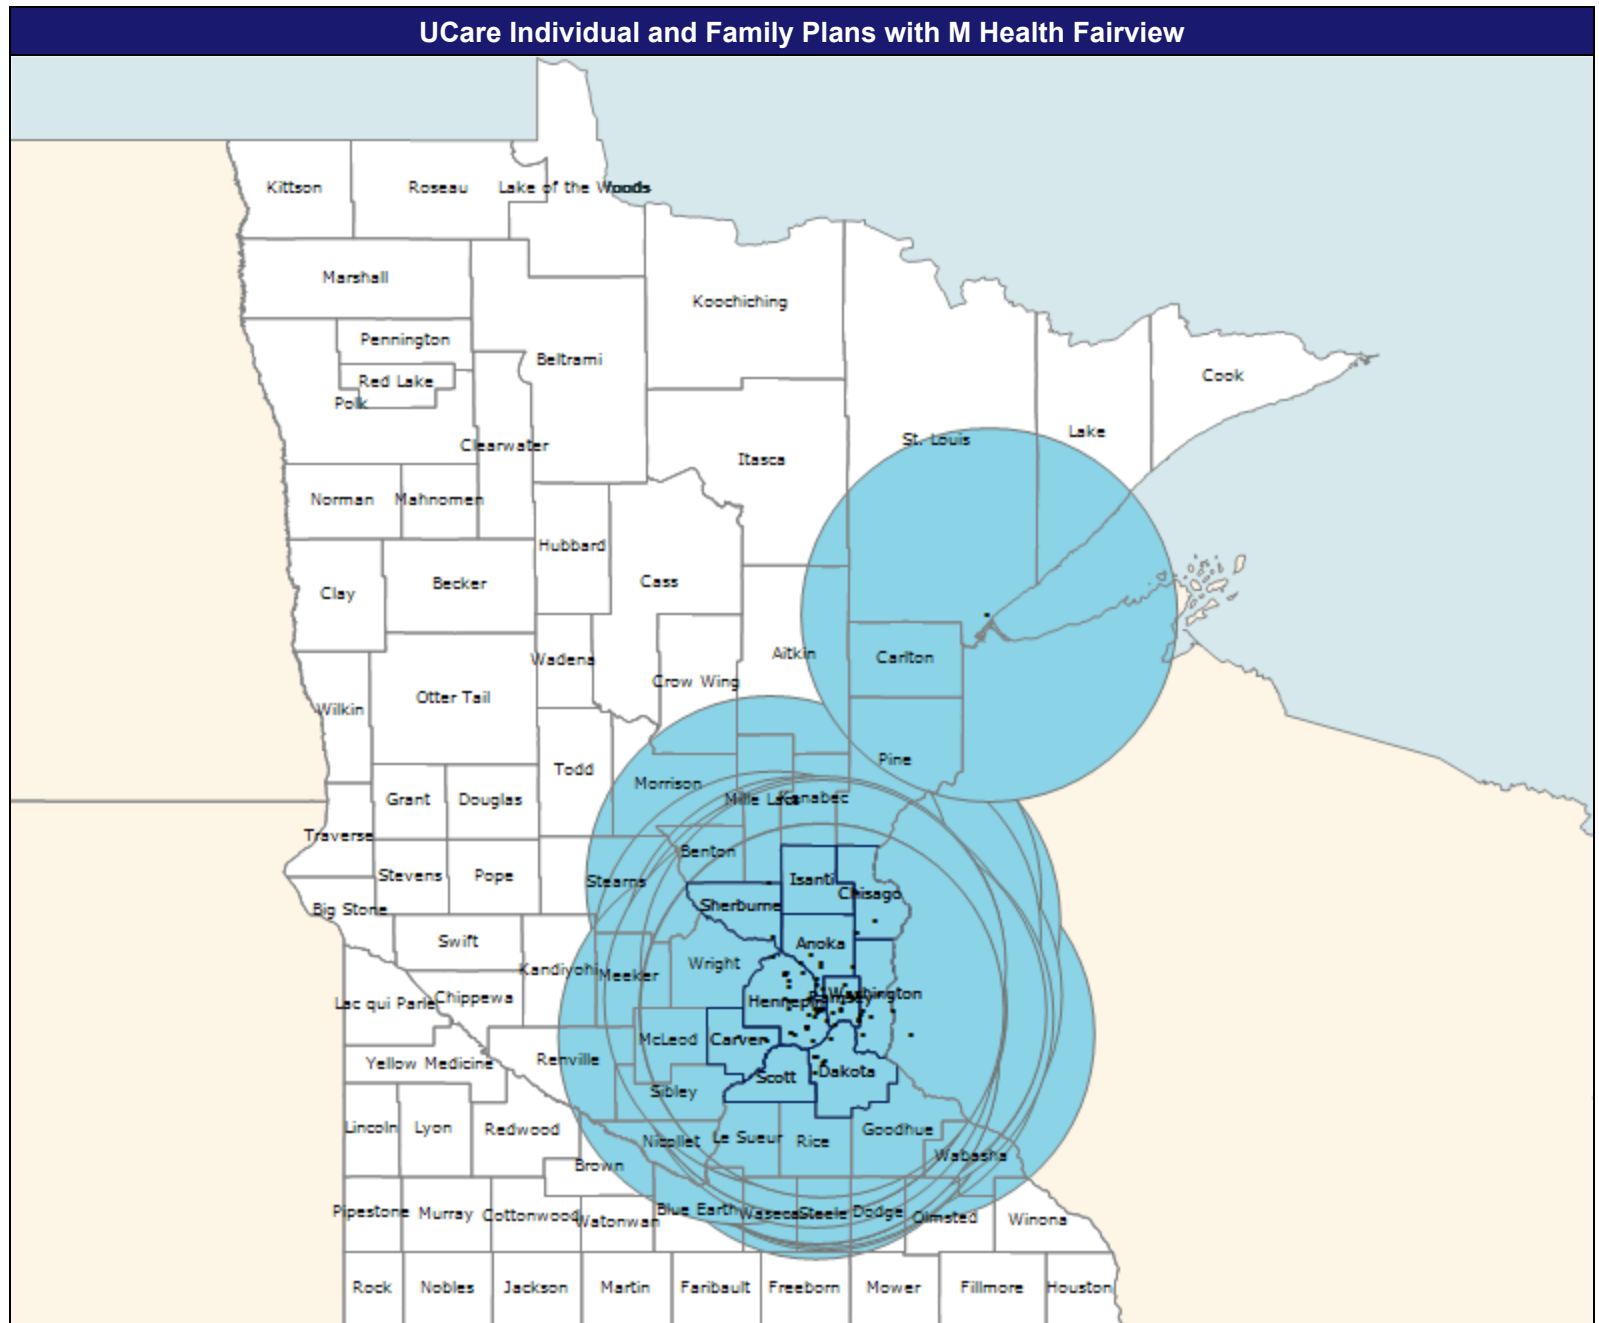 UCare Individual and Family Plans with M Health Fairview
Kittson
Roseau
Lake of the Woods
Marshall
Koochiching
Pennington
Beltrami
Red Lake
Cook
Polk
Lake
St. Louis
Clearwater
Itasca
Norman
Mahnomen
Hubbard
Cass
Becker
Clay
Aitkin
Carlton
Wadena
Crow Wing
Otter Tail
Wilkin
Pine
Todd
Morrison
Grant
Douglas
Mille Lacs
Kanabec
Traverse
Benton
Stevens
Pope
Stearns
Isanti
Chisago
Big Stone
Sherburne
Swift
Anoka
Wright
Kandiyohi
Meeker
Lac qui Parle
Chippewa
Hennepin
Ramsey
Washington
McLeod
Carver
Yellow Medicine
Renville
Scott
Dakota
Sibley
Lincoln
Lyon
Redwood
Nicollet
Le Sueur
Rice
Goodhue
Wabasha
Brown
Pipestone
Murray
Cottonwood
Watonwan
Blue Earth
Waseca
Steele
Dodge
Olmsted
Winona
Rock
Nobles
Jackson
Martin
Faribault
Freeborn
Mower
Fillmore
Houston